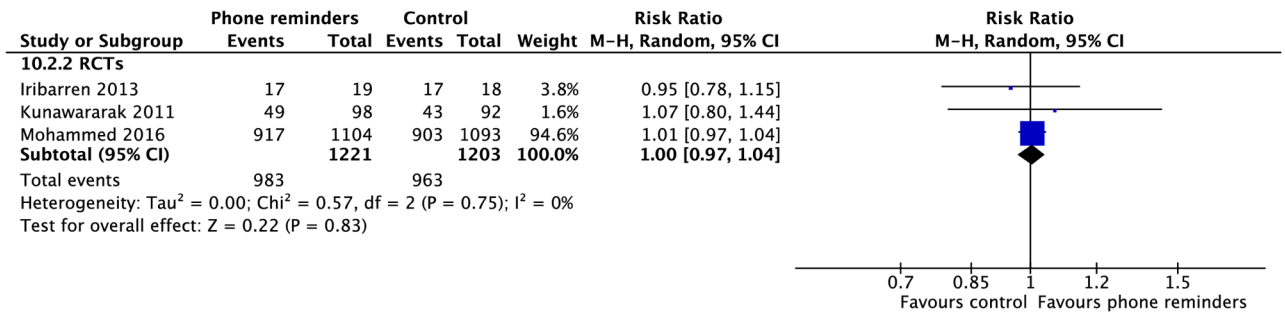 Phone reminders Control Risk Ratio Risk Ratio
Study or Subgroup Events Total Events Total Weight M-H, Random, 95% CI M-H, Random, 95% CI
10.2.2 RCTs
Iribarren 2013 17 19 17 18 3.8% 0.95 [0.78, 1.15]
Kunawararak 2011 49 98 43 92 1.6% 1.07 [0.80, 1.44]
Mohammed 2016 917 1104 903 1093 94.6% 1.01 [0.97, 1.04]
Subtotal (95% CI) 1221 1203 100.0% 1.00 [0.97, 1.04]
Total events 983 963
Heterogeneity: Tau² = 0.00; Chi² = 0.57, df = 2 (P = 0.75); I² = 0%
Test for overall effect: Z = 0.22 (P = 0.83)
0.7 0.85 1 1.2 1.5
Favours control Favours phone reminders